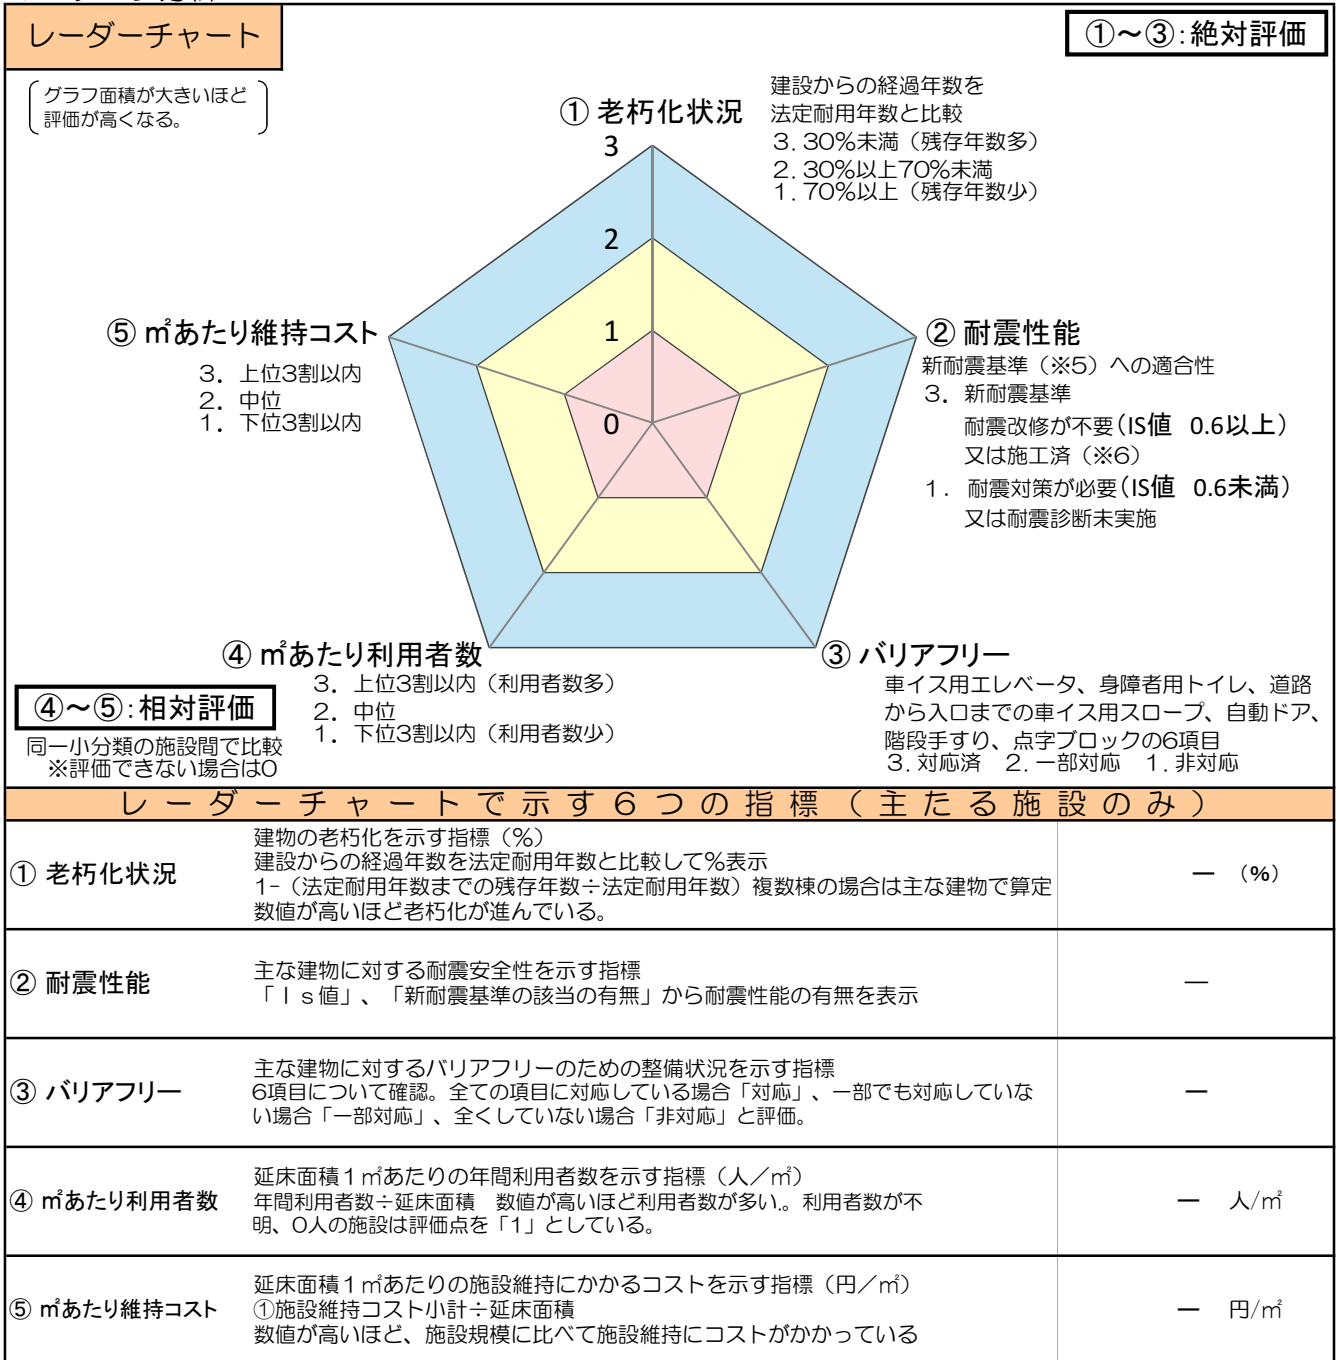 レーダーチャート
①～③:絶対評価
グラフ面積が大きいほど
評価が高くなる。
① 老朽化状況
建設からの経過年数を
法定耐用年数と比較
3.30%未満（残存年数多）
2.30%以上70%未満
1.70%以上（残存年数少）
3
2
1
0
⑤ ㎡あたり維持コスト
3. 上位3割以内
2. 中位
1. 下位3割以内
② 耐震性能
新耐震基準（※5）への適合性
3. 新耐震基準
耐震改修が不要(IS値 0.6以上)
又は施工済（※6）
1. 耐震対策が必要(IS値 0.6未満)
又は耐震診断未実施
④ ㎡あたり利用者数
3. 上位3割以内（利用者数多）
2. 中位
1. 下位3割以内（利用者数少）
③ バリアフリー
車イス用エレベータ、身障者用トイレ、道路
から入口までの車イス用スロープ、自動ドア、
階段手すり、点字ブロックの6項目
3.対応済 2.一部対応 1.非対応
④～⑤:相対評価
同一小分類の施設間で比較
※評価できない場合は0
レーダーチャートで示す６つの指標（主たる施設のみ）
① 老朽化状況
建物の老朽化を示す指標（%）
建設からの経過年数を法定耐用年数と比較して%表示
1-（法定耐用年数までの残存年数÷法定耐用年数）複数棟の場合は主な建物で算定
数値が高いほど老朽化が進んでいる。
― （%）
② 耐震性能
主な建物に対する耐震安全性を示す指標
「Ｉｓ値」、「新耐震基準の該当の有無」から耐震性能の有無を表示
―
③ バリアフリー
主な建物に対するバリアフリーのための整備状況を示す指標
6項目について確認。全ての項目に対応している場合「対応」、一部でも対応していな
い場合「一部対応」、全くしていない場合「非対応」と評価。
―
④ ㎡あたり利用者数
延床面積１㎡あたりの年間利用者数を示す指標（人／㎡）
年間利用者数÷延床面積 数値が高いほど利用者数が多い。利用者数が不
明、0人の施設は評価点を「1」としている。
― 人/㎡
⑤ ㎡あたり維持コスト
延床面積１㎡あたりの施設維持にかかるコストを示す指標（円／㎡）
①施設維持コスト小計÷延床面積
数値が高いほど、施設規模に比べて施設維持にコストがかかっている
― 円/㎡